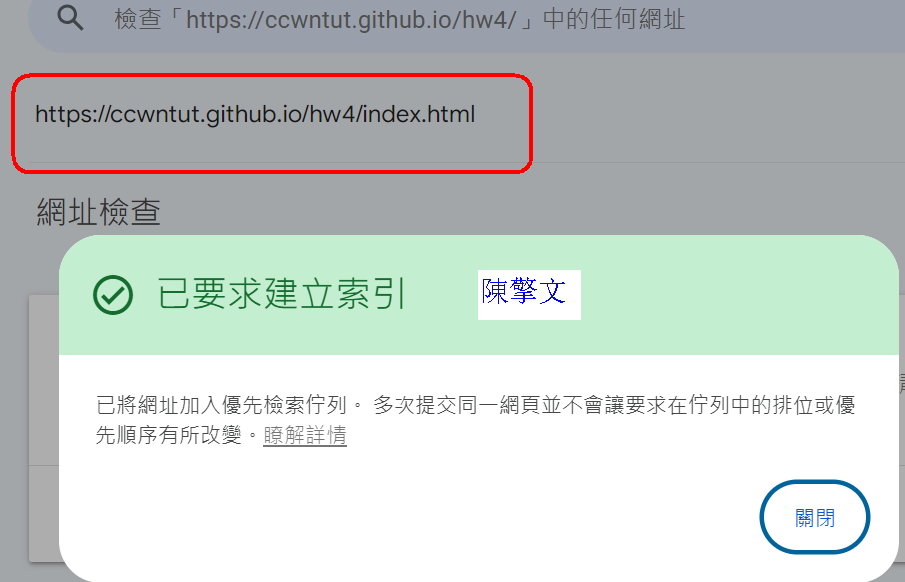 檢查「https://ccwntut.github.io/hw4/」中的任何網址
https://ccwntut.github.io/hw4/index.html
網址檢查
已要求建立索引
陳擎文
已將網址加入優先檢索佇列。 多次提交同一網頁並不會讓要求在佇列中的排位或優
先順序有所改變。瞭解詳情
關閉